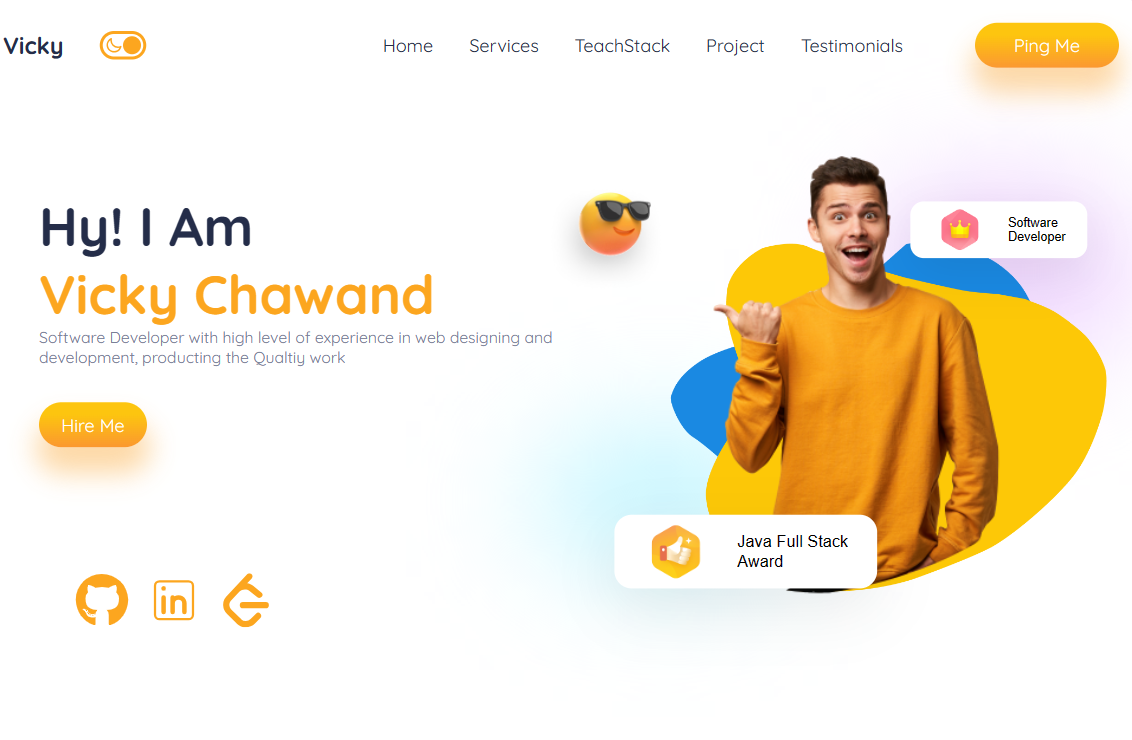 Vicky
Home Services TeachStack Project Testimonials
Ping Me
Hy! I Am
Vicky Chawand
Software Developer with high level of experience in web designing and
development, producting the Qualtiy work
Hire Me
Software
Developer
Java Full Stack
Award
in